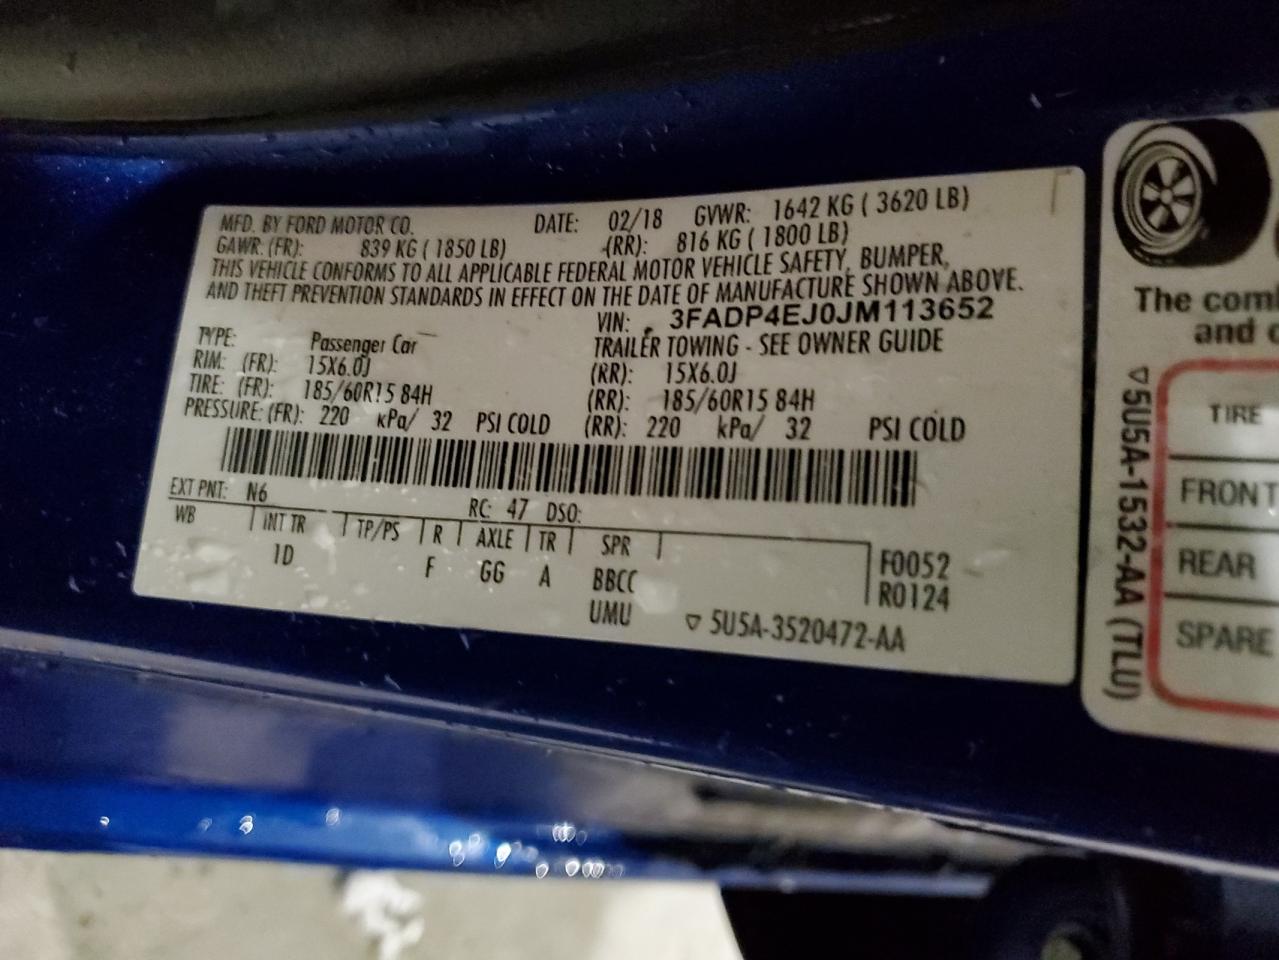 MFD. BY FORD MOTOR CO. DATE: 02/18 GVWR: 1642 KG ( 3620 LB)
GAWR: (FR): 839 KG ( 1850 LB) (RR): 816 KG ( 1800 LB)
THIS VEHICLE CONFORMS TO ALL APPLICABLE FEDERAL MOTOR VEHICLE SAFETY, BUMPER,
AND THEFT PREVENTION STANDARDS IN EFFECT ON THE DATE OF MANUFACTURE SHOWN ABOVE.
VIN: 3FADP4EJ0JM113652
TYPE: Passenger Car TRAILER TOWING - SEE OWNER GUIDE
RIM: (FR): 15X6.0J (RR): 15X6.0J
TIRE: (FR): 185/60R15 84H (RR): 185/60R15 84H
PRESSURE: (FR): 220 kPa/ 32 PSI COLD (RR): 220 kPa/ 32 PSI COLD
EXT PNT: N6 RC: 47 DSO:
WB INT TR TP/PS R AXLE TR SPR
1D F GG A BBCC F0052
UMU R0124
▽ 5U5A-3520472-AA
The com
and
▽5U5A-1532-AA (TLU)
TIRE
FRONT
REAR
SPARE